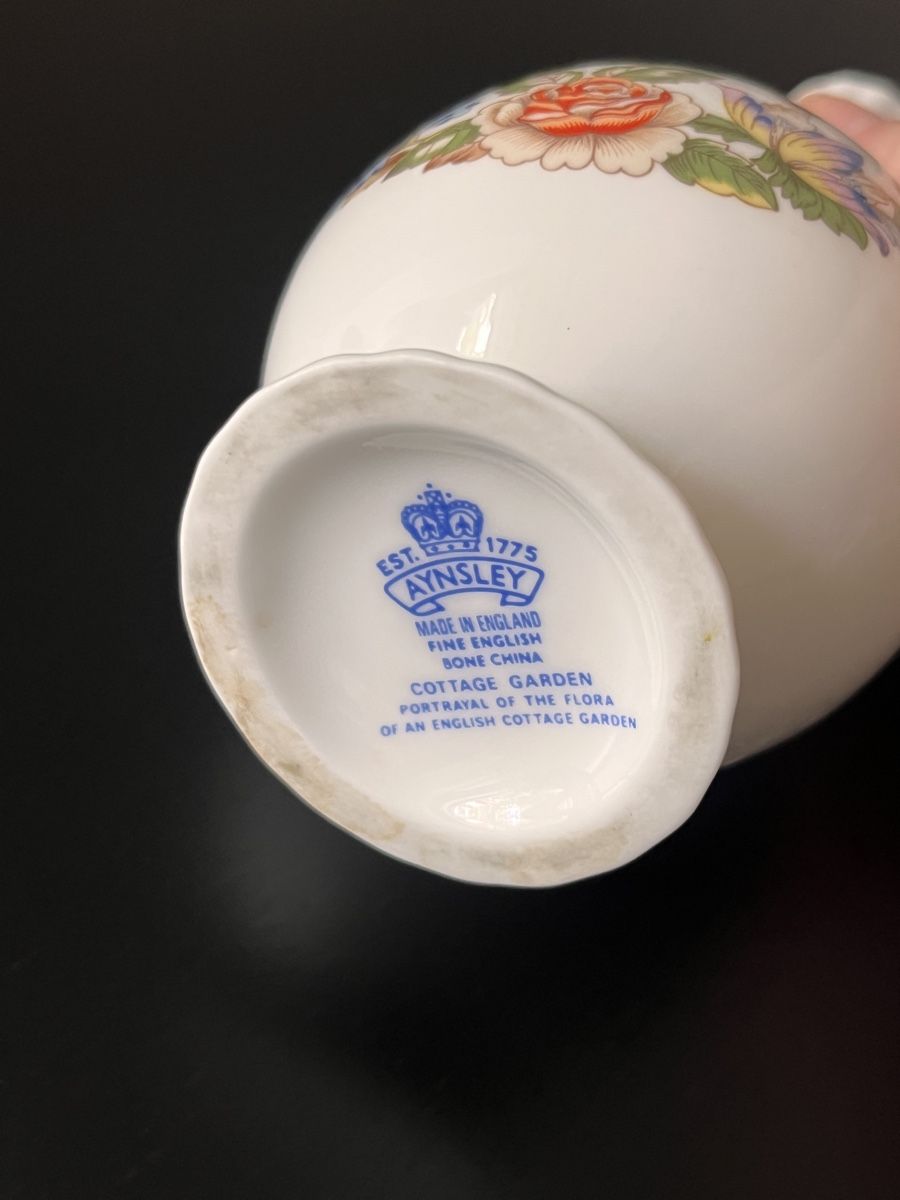 EST. 1775
AYNSLEY
MADE IN ENGLAND
FINE ENGLISH
BONE CHINA
COTTAGE GARDEN
PORTRAYAL OF THE FLORA
OF AN ENGLISH COTTAGE GARDEN